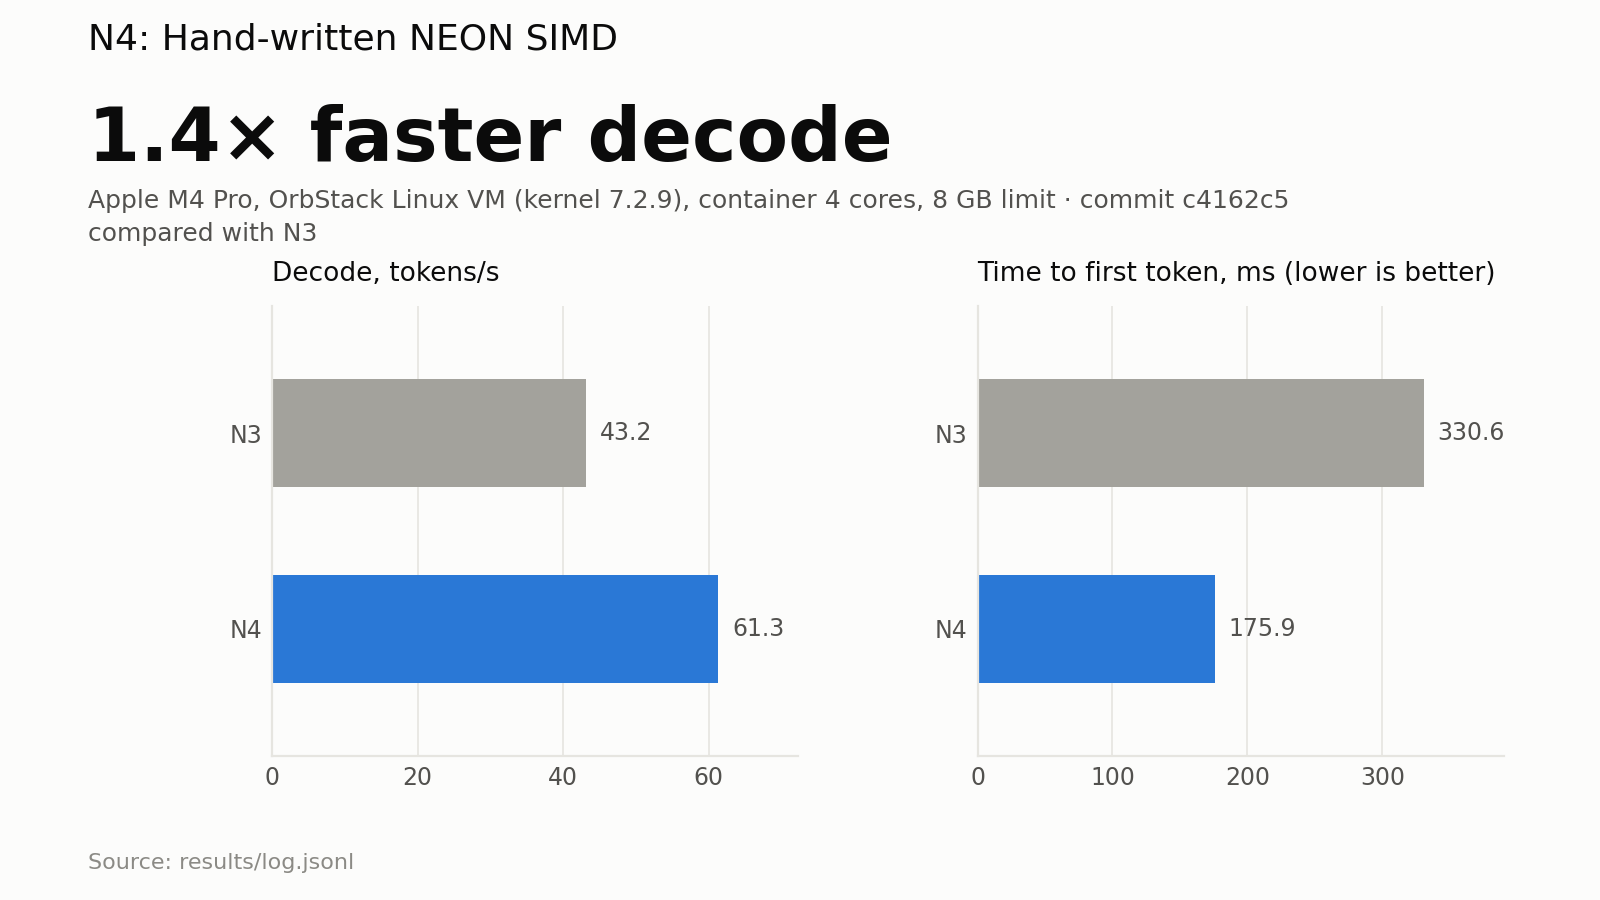 N4: Hand-written NEON SIMD
1.4× faster decode
Apple M4 Pro, OrbStack Linux VM (kernel 7.2.9), container 4 cores, 8 GB limit · commit c4162c5
compared with N3
Decode, tokens/s
N3
43.2
N4
61.3
0 20 40 60
Time to first token, ms (lower is better)
N3
330.6
N4
175.9
0 100 200 300
Source: results/log.jsonl